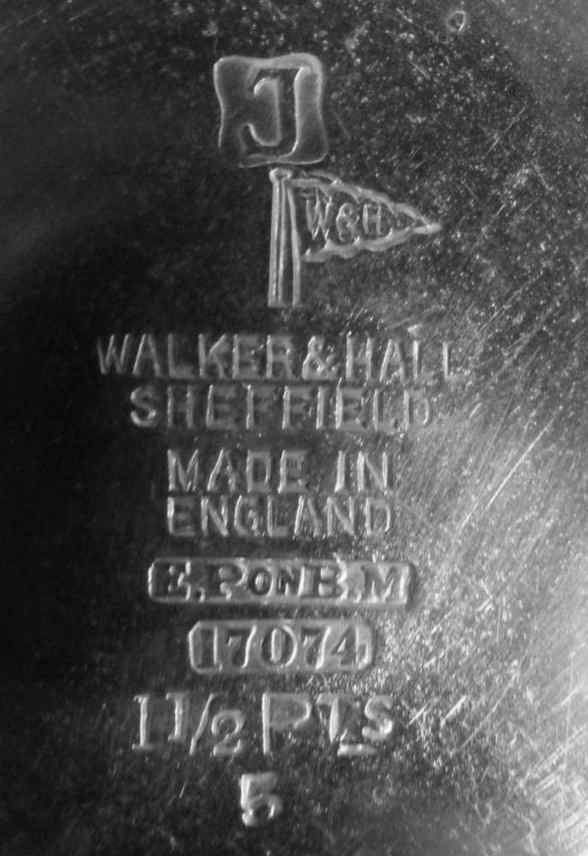 J
W&H
WALKER & HALL
SHEFFIELD
MADE IN
ENGLAND
E.P ON B.M
17074
1 1/2 PTS
5